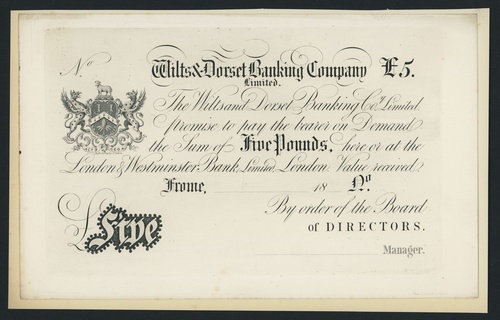 No. Wilts & Dorset Banking Company £5.
Limited.
The Wilts and Dorset Banking Coy. Limited
promise to pay the bearer on Demand
the Sum of Five Pounds, here or at the
London & Westminster Bank, Limited, London. Value received.
Frome, 18 No.
By order of the Board
of DIRECTORS.
£Five
Manager.